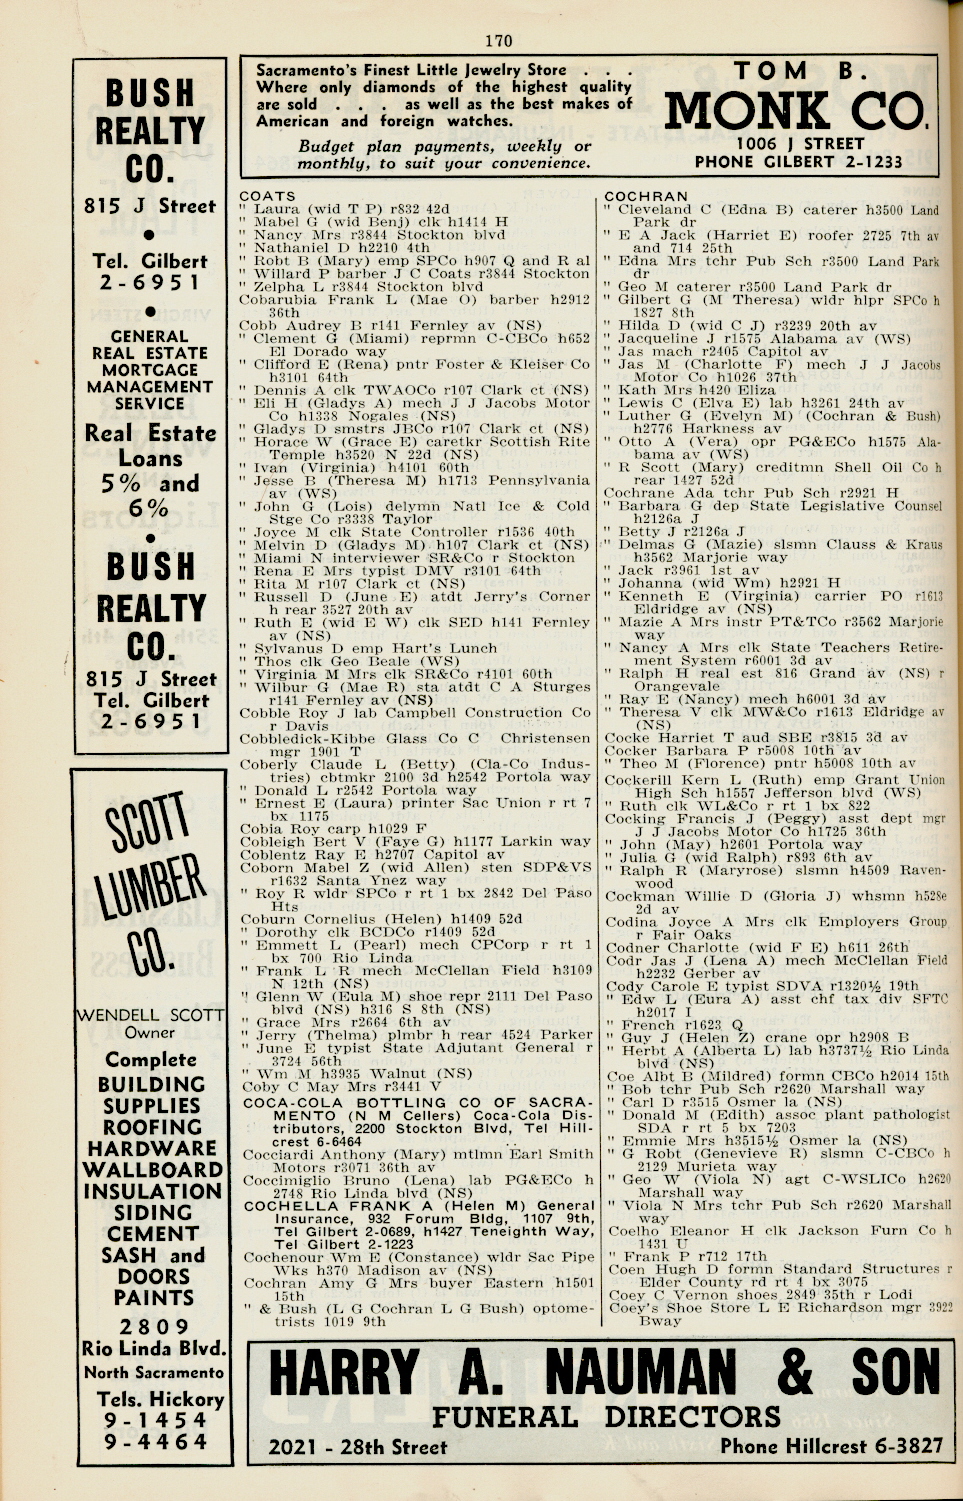 170
BUSH
REALTY
CO.
815 J Street
•
Tel. Gilbert
2-6951
•
GENERAL
REAL ESTATE
MORTGAGE
MANAGEMENT
SERVICE
Real Estate
Loans
5% and
6%
•
BUSH
REALTY
CO.
815 J Street
Tel. Gilbert
2-6951
SCOTT
LUMBER
CO.
WENDELL SCOTT
Owner
Complete
BUILDING
SUPPLIES
ROOFING
HARDWARE
WALLBOARD
INSULATION
SIDING
CEMENT
SASH and
DOORS
PAINTS
2809
Rio Linda Blvd.
North Sacramento
Tels. Hickory
9-1454
9-4464
Sacramento's Finest Little Jewelry Store . . .
Where only diamonds of the highest quality
are sold . . . as well as the best makes of
American and foreign watches.
Budget plan payments, weekly or
monthly, to suit your convenience.
TOM B.
MONK CO.
1006 J STREET
PHONE GILBERT 2-1233
COATS
" Laura (wid T P) r832 42d
" Mabel G (wid Benj) clk h1414 H
" Nancy Mrs r3844 Stockton blvd
" Nathaniel D h2210 4th
" Robt B (Mary) emp SPCo h907 Q and R al
" Willard P barber J C Coats r3844 Stockton
" Zelpha L r3844 Stockton blvd
Cobarubia Frank L (Mae O) barber h2912
36th
Cobb Audrey B r141 Fernley av (NS)
" Clement G (Miami) reprmn C-CBCo h652
El Dorado way
" Clifford E (Rena) pntr Foster & Kleiser Co
h3101 64th
" Dennis A clk TWAOCo r107 Clark ct (NS)
" Eli H (Gladys A) mech J J Jacobs Motor
Co h1338 Nogales (NS)
" Gladys D smstrs JBCo r107 Clark ct (NS)
" Horace W (Grace E) caretkr Scottish Rite
Temple h3520 N 22d (NS)
" Ivan (Virginia) h4101 60th
" Jesse B (Theresa M) h1713 Pennsylvania
av (WS)
" John G (Lois) delymn Natl Ice & Cold
Stge Co r3338 Taylor
" Joyce M clk State Controller r1536 40th
" Melvin D (Gladys M) h107 Clark ct (NS)
" Miami N interviewer SR&Co r Stockton
" Rena E Mrs typist DMV r3101 64th
" Rita M r107 Clark ct (NS)
" Russell D (June E) atdt Jerry's Corner
h rear 3527 20th av
" Ruth E (wid E W) clk SED h141 Fernley
av (NS)
" Sylvanus D emp Hart's Lunch
" Thos clk Geo Beale (WS)
" Virginia M Mrs clk SR&Co r4101 60th
" Wilbur G (Mae R) sta atdt C A Sturges
r141 Fernley av (NS)
Cobble Roy J lab Campbell Construction Co
r Davis
Cobbledick-Kibbe Glass Co C Christensen
mgr 1901 T
Coberly Claude L (Betty) (Cla-Co Indus-
tries) cbtmkr 2100 3d h2542 Portola way
" Donald L r2542 Portola way
" Ernest E (Laura) printer Sac Union r rt 7
bx 1175
Cobia Roy carp h1029 F
Cobleigh Bert V (Faye G) h1177 Larkin way
Coblentz Ray E h2707 Capitol av
Coborn Mabel Z (wid Allen) sten SDP&VS
r1632 Santa Ynez way
" Roy R wldr SPCo r rt 1 bx 2842 Del Paso
Hts
Coburn Cornelius (Helen) h1409 52d
" Dorothy clk BCDCo r1409 52d
" Emmett L (Pearl) mech CPCorp r rt 1
bx 700 Rio Linda
" Frank L R mech McClellan Field h3109
N 12th (NS)
" Glenn W (Eula M) shoe repr 2111 Del Paso
blvd (NS) h316 S 8th (NS)
" Grace Mrs r2664 6th av
" Jerry (Thelma) plmbr h rear 4524 Parker
" June E typist State Adjutant General r
3724 56th
" Wm M h3935 Walnut (NS)
Coby C May Mrs r3441 V
COCA-COLA BOTTLING CO OF SACRA-
MENTO (N M Cellers) Coca-Cola Dis-
tributors, 2200 Stockton Blvd, Tel Hill-
crest 6-6464
Cocciardi Anthony (Mary) mtlmn Earl Smith
Motors r3071 36th av
Coccimiglio Bruno (Lena) lab PG&ECo h
2748 Rio Linda blvd (NS)
COCHELLA FRANK A (Helen M) General
Insurance, 932 Forum Bldg, 1107 9th,
Tel Gilbert 2-0689, h1427 Teneighth Way,
Tel Gilbert 2-1223
Cochenour Wm E (Constance) wldr Sac Pipe
Wks h370 Madison av (NS)
Cochran Amy G Mrs buyer Eastern h1501
15th
" & Bush (L G Cochran L G Bush) optome-
trists 1019 9th
COCHRAN
" Cleveland C (Edna B) caterer h3500 Land
Park dr
" E A Jack (Harriet E) roofer 2725 7th av
and 714 25th
" Edna Mrs tchr Pub Sch r3500 Land Park
dr
" Geo M caterer r3500 Land Park dr
" Gilbert G (M Theresa) wldr hlpr SPCo h
1827 8th
" Hilda D (wid C J) r3239 20th av
" Jacqueline J r1575 Alabama av (WS)
" Jas mach r2405 Capitol av
" Jas M (Charlotte F) mech J J Jacobs
Motor Co h1026 37th
" Kath Mrs h420 Eliza
" Lewis C (Elva E) lab h3261 24th av
" Luther G (Evelyn M) (Cochran & Bush)
h2776 Harkness av
" Otto A (Vera) opr PG&ECo h1575 Ala-
bama av (WS)
" R Scott (Mary) creditmn Shell Oil Co h
rear 1427 52d
Cochrane Ada tchr Pub Sch r2921 H
" Barbara G dep State Legislative Counsel
h2126a J
" Betty J r2126a J
" Delmas G (Mazie) slsmn Clauss & Kraus
h3562 Marjorie way
" Jack r3961 1st av
" Johanna (wid Wm) h2921 H
" Kenneth E (Virginia) carrier PO r1613
Eldridge av (NS)
" Mazie A Mrs instr PT&TCo r3562 Marjorie
way
" Nancy A Mrs clk State Teachers Retire-
ment System r6001 3d av
" Ralph H real est 816 Grand av (NS) r
Orangevale
" Ray E (Nancy) mech h6001 3d av
" Theresa V clk MW&Co r1613 Eldridge av
(NS)
Cocke Harriet T aud SBE r3815 3d av
Cocker Barbara P r5008 10th av
" Theo M (Florence) pntr h5008 10th av
Cockerill Kern L (Ruth) emp Grant Union
High Sch h1557 Jefferson blvd (WS)
" Ruth clk WL&Co r rt 1 bx 822
Cocking Francis J (Peggy) asst dept mgr
J J Jacobs Motor Co h1725 36th
" John (May) h2601 Portola way
" Julia G (wid Ralph) r893 6th av
" Ralph R (Maryrose) slsmn h4509 Raven-
wood
Cockman Willie D (Gloria J) whsmn h528e
2d av
Codina Joyce A Mrs clk Employers Group
r Fair Oaks
Codner Charlotte (wid F E) h611 26th
Codr Jas J (Lena A) mech McClellan Field
h2232 Gerber av
Cody Carole E typist SDVA r1320½ 19th
" Edw L (Eura A) asst chf tax div SFTC
h2017 I
" French r1623 Q
" Guy J (Helen Z) crane opr h2908 B
" Herbt A (Alberta L) lab h3737½ Rio Linda
blvd (NS)
Coe Albt B (Mildred) formn CBCo h2014 15th
" Bob tchr Pub Sch r2620 Marshall way
" Carl D r3515 Osmer la (NS)
" Donald M (Edith) assoc plant pathologist
SDA r rt 5 bx 7203
" Emmie Mrs h3515½ Osmer la (NS)
" G Robt (Genevieve R) slsmn C-CBCo h
2129 Murieta way
" Geo W (Viola N) agt C-WSLICo h2620
Marshall way
" Viola N Mrs tchr Pub Sch r2620 Marshall
way
Coelho Eleanor H clk Jackson Furn Co h
1431 U
" Frank P r712 17th
Coen Hugh D formn Standard Structures r
Elder County rd rt 4 bx 3075
Coey C Vernon shoes 2849 35th r Lodi
Coey's Shoe Store L E Richardson mgr 3922
Bway
HARRY A. NAUMAN & SON
FUNERAL DIRECTORS
2021 - 28th Street
Phone Hillcrest 6-3827